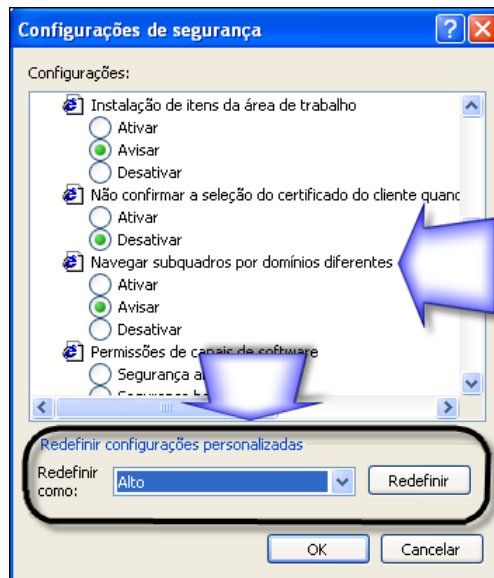 Configurações de segurança
Configurações:
Instalação de itens da área de trabalho
Ativar
Avisar
Desativar
Não confirmar a seleção do certificado do cliente quanc
Ativar
Desativar
Navegar subquadros por domínios diferentes
Ativar
Avisar
Desativar
Permissões de canais de software
Segurança
Redefinir configurações personalizadas
Redefinir como:
Alto
Redefinir
OK
Cancelar